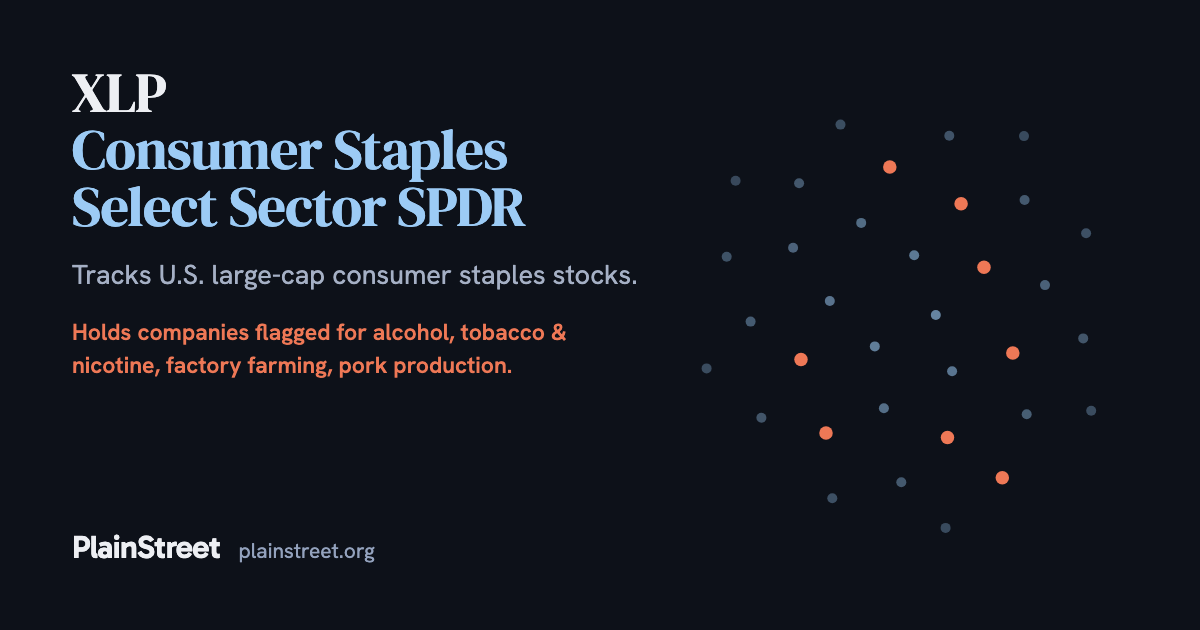 XLP
Consumer Staples
Select Sector SPDR
Tracks U.S. large-cap consumer staples stocks.
Holds companies flagged for alcohol, tobacco &
nicotine, factory farming, pork production.
PlainStreet plainstreet.org